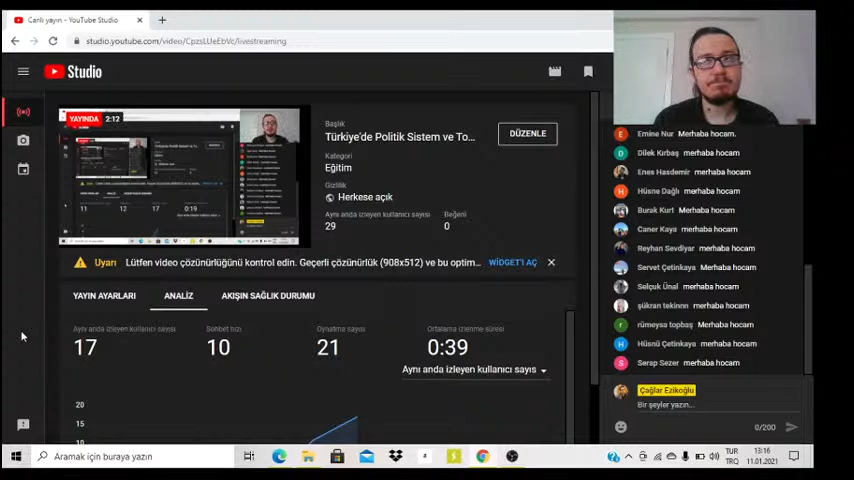 Canlı yayın - YouTube Studio
studio.youtube.com/video/CpzsLUeEbVc/livestreaming
Studio
YAYINDA 2:12
Başlık
Türkiye'de Politik Sistem ve To...
DÜZENLE
Kategori
Eğitim
Gizlilik
Herkese açık
Aynı anda izleyen kullanıcı sayısı
Beğeni
29
0
Uyarı Lütfen video çözünürlüğünü kontrol edin. Geçerli çözünürlük (908x512) ve bu optim...
WİDGET'I AÇ
YAYIN AYARLARI
ANALİZ
AKIŞIN SAĞLIK DURUMU
Aynı anda izleyen kullanıcı sayısı
Sohbet hızı
Oynatma sayısı
Ortalama izlenme süresi
17
10
21
0:39
Aynı anda izleyen kullanıcı sayıs
20
15
10
Emine Nur Merhaba hocam.
Dilek Kırbaş merhaba hocam
Enes Hasdemir merhaba hocam
Hüsne Dağlı merhaba hocam
Burak Kurt Merhaba hocam
Caner Kaya merhaba hocam
Reyhan Sevdiyar merhaba hocam
Servet Çetinkaya Merhaba hocam
Selçuk Ünal merhaba hocam
şükran tekinnn merhaba hocam
rümeysa topbaş Merhaba hocam
Hüsnü Çetinkaya Merhaba hocam
Serap Sezer merhaba hocam
Çağlar Ezikoğlu
Bir şeyler yazın...
0/200
Aramak için buraya yazın
TUR
TRQ
13:16
11.01.2021